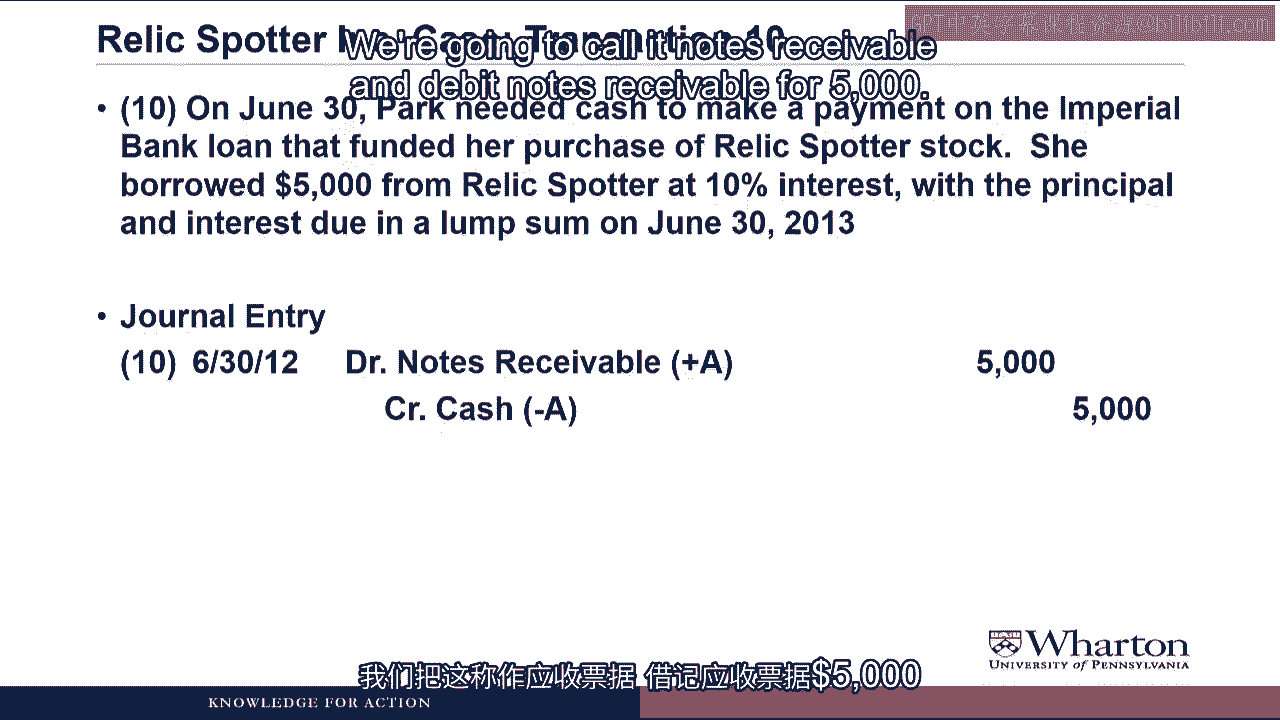 Relic Spotter Inc. Case: Transaction 10
We're going to call it notes receivable
and debit notes receivable for 5,000.
• (10) On June 30, Park needed cash to make a payment on the Imperial
Bank loan that funded her purchase of Relic Spotter stock. She
borrowed $5,000 from Relic Spotter at 10% interest, with the principal
and interest due in a lump sum on June 30, 2013
• Journal Entry
(10) 6/30/12 Dr. Notes Receivable (+A) 5,000
Cr. Cash (-A) 5,000
Wharton
UNIVERSITY of PENNSYLVANIA
我们把这称作应收票据 借记应收票据$5,000
KNOWLEDGE FOR ACTION